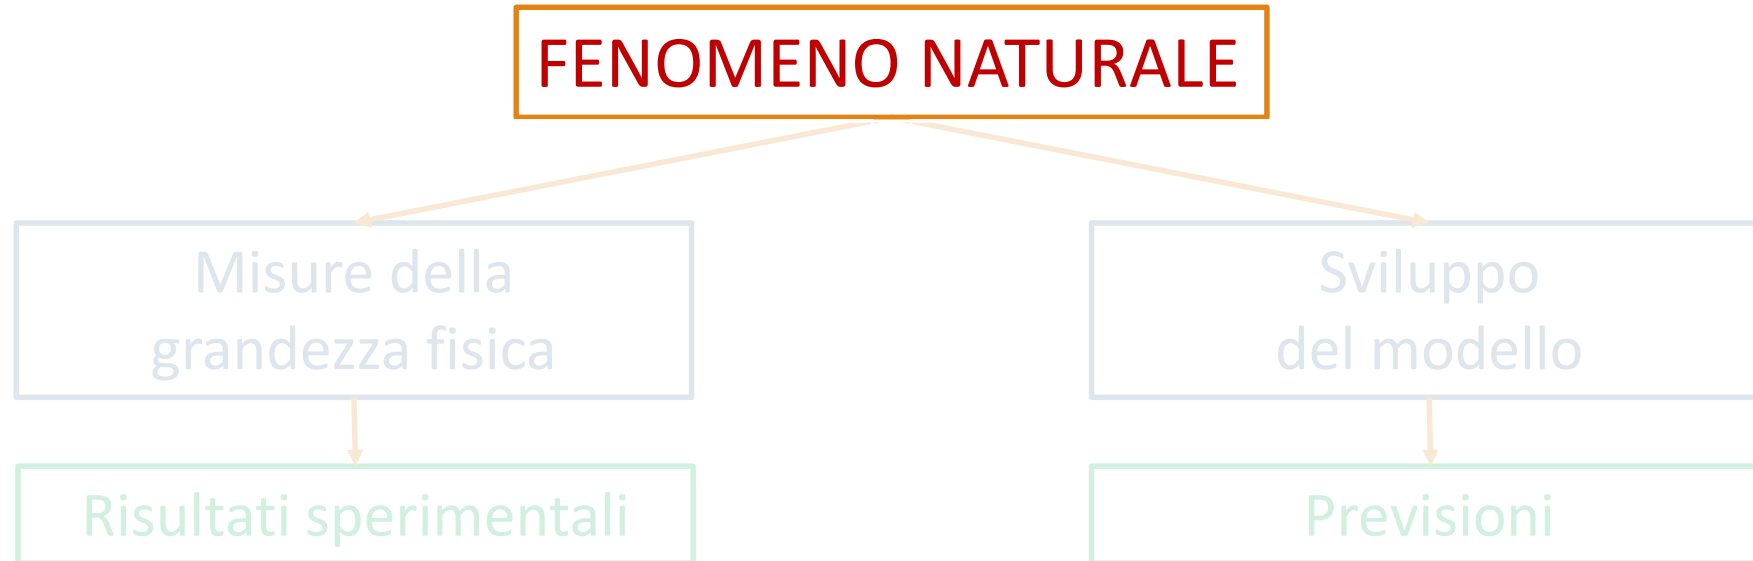 FENOMENO NATURALE
Misure della
grandezza fisica
Sviluppo
del modello
Risultati sperimentali
Previsioni